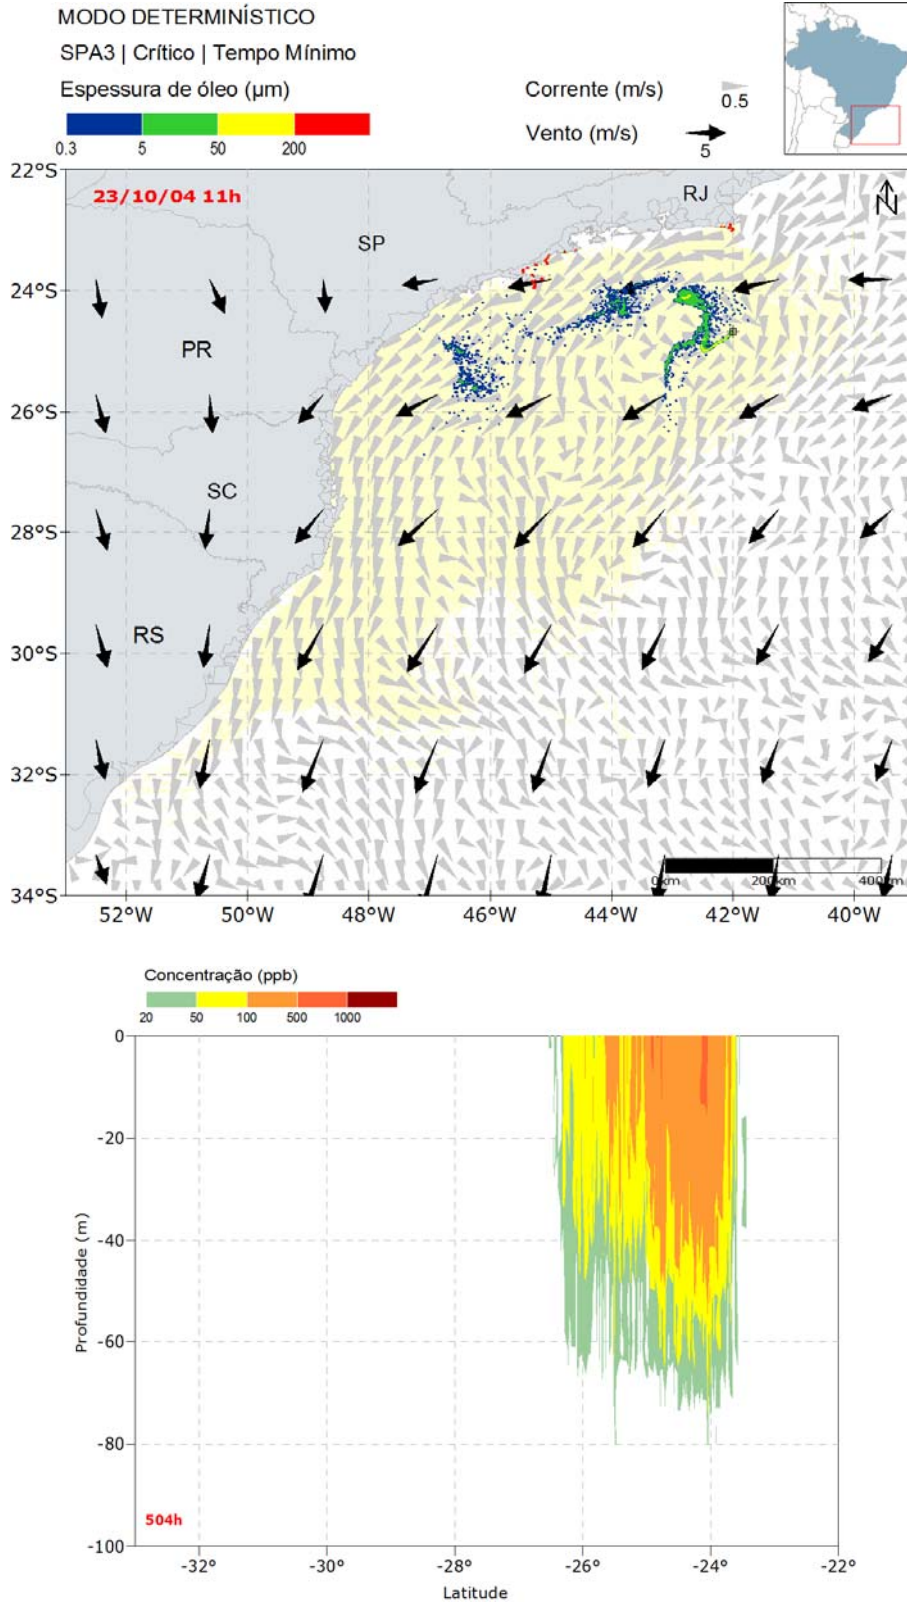 MODO DETERMINÍSTICO
SPA3 | Crítico | Tempo Mínimo
Espessura de óleo (µm)
0.3 5 50 200
Corrente (m/s) 0.5
Vento (m/s) 5
22°S
23/10/04 11h
RJ
N
SP
24°S
PR
26°S
SC
28°S
RS
30°S
32°S
0km 200km 400km
34°S
52°W 50°W 48°W 46°W 44°W 42°W 40°W
Concentração (ppb)
20 50 100 500 1000
0
-20
-40
Profundidade (m)
-60
-80
504h
-100
-32° -30° -28° -26° -24° -22°
Latitude